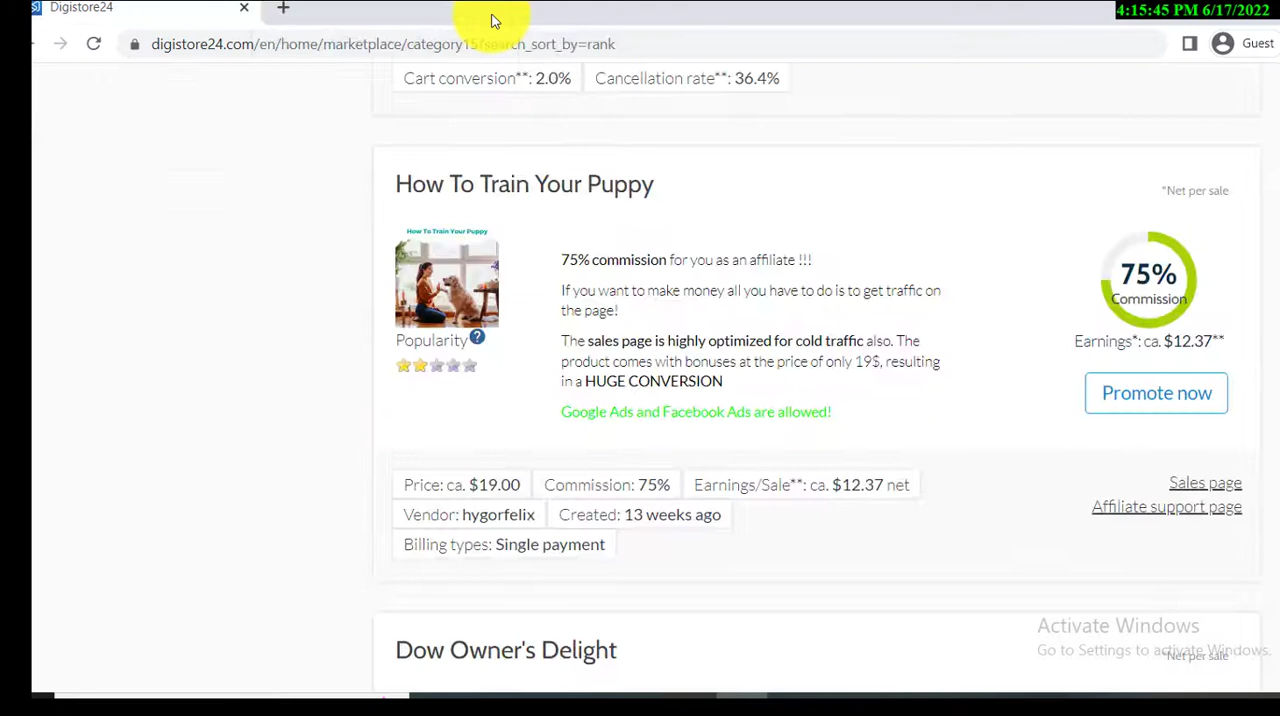 Digistore24
4:15:45 PM 6/17/2022
digistore24.com/en/home/marketplace/category15?search_sort_by=rank
Guest
Cart conversion**: 2.0% Cancellation rate**: 36.4%
How To Train Your Puppy
*Net per sale
How To Train Your Puppy
75% commission for you as an affiliate !!!
If you want to make money all you have to do is to get traffic on
the page!
The sales page is highly optimized for cold traffic also. The
product comes with bonuses at the price of only 19$, resulting
in a HUGE CONVERSION
Google Ads and Facebook Ads are allowed!
Popularity ?
75%
Commission
Earnings*: ca. $12.37**
Promote now
Price: ca. $19.00 Commission: 75% Earnings/Sale**: ca. $12.37 net
Vendor: hygorfelix Created: 13 weeks ago
Billing types: Single payment
Sales page
Affiliate support page
Dow Owner's Delight
*Net per sale
Activate Windows
Go to Settings to activate Windows.